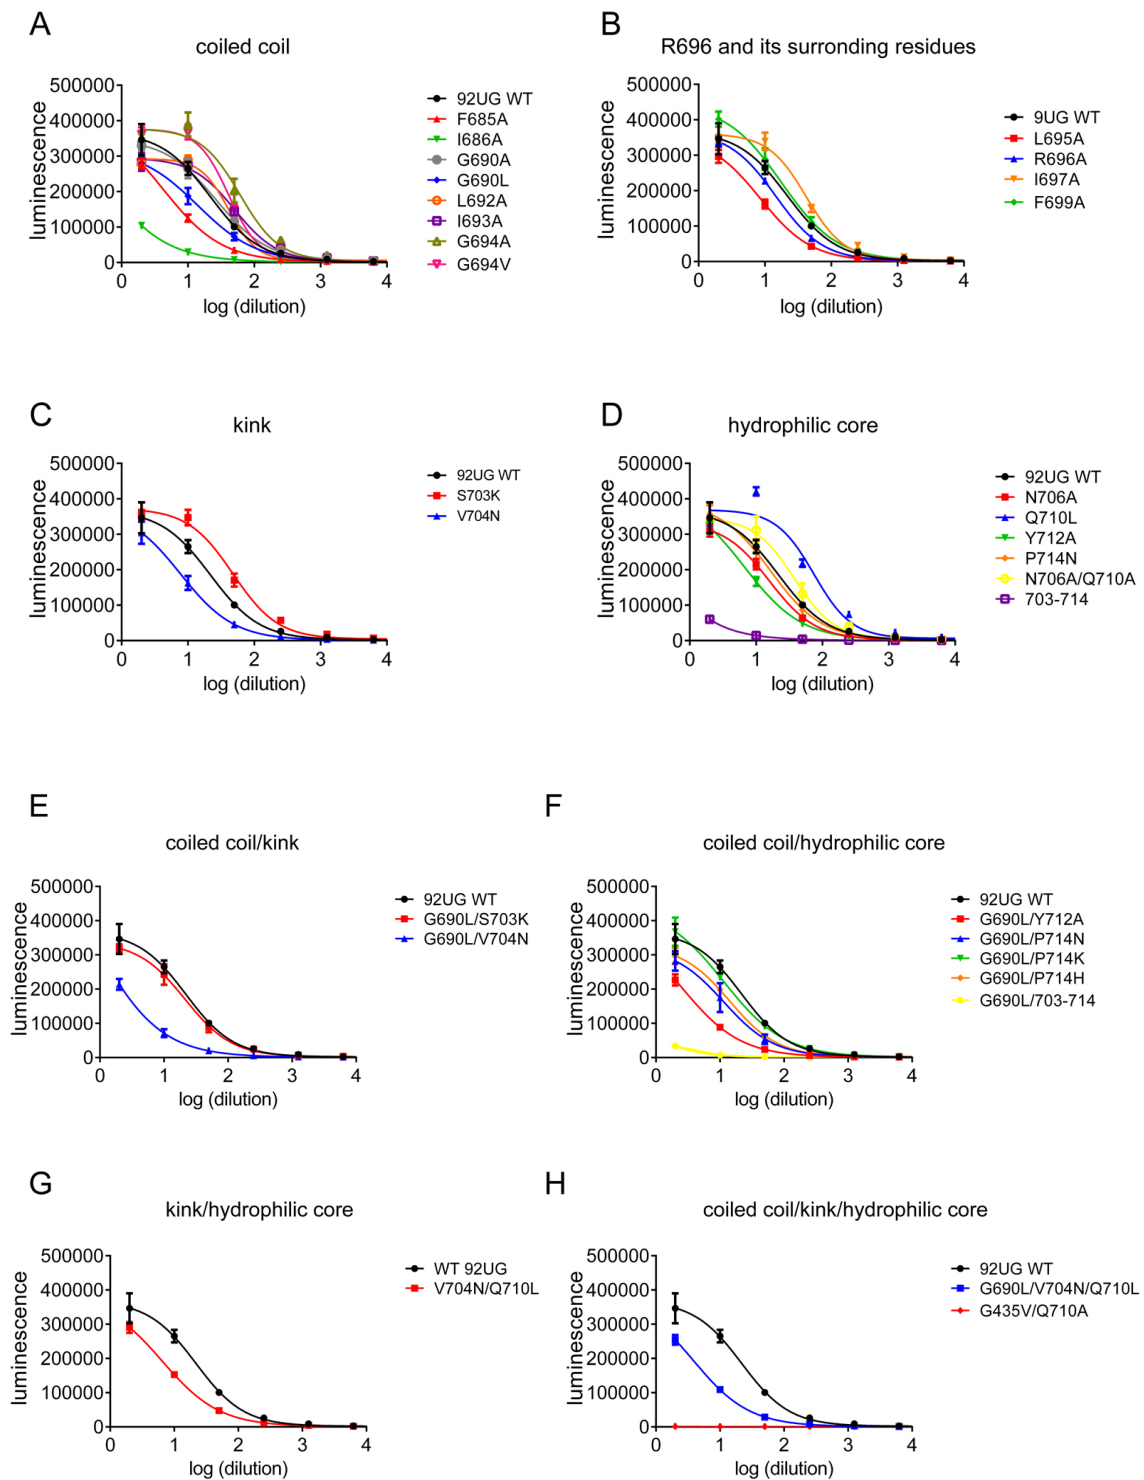 A
coiled coil
luminescence
500000
400000
300000
200000
100000
0
0 1 2 3 4
log (dilution)
92UG WT
F685A
I686A
G690A
G690L
L692A
I693A
G694A
G694V
B
R696 and its surronding residues
luminescence
500000
400000
300000
200000
100000
0
0 1 2 3 4
log (dilution)
9UG WT
L695A
R696A
I697A
F699A
C
kink
luminescence
500000
400000
300000
200000
100000
0
0 1 2 3 4
log (dilution)
92UG WT
S703K
V704N
D
hydrophilic core
luminescence
500000
400000
300000
200000
100000
0
0 1 2 3 4
log (dilution)
92UG WT
N706A
Q710L
Y712A
P714N
N706A/Q710A
703-714
E
coiled coil/kink
luminescence
500000
400000
300000
200000
100000
0
0 1 2 3 4
log (dilution)
92UG WT
G690L/S703K
G690L/V704N
F
coiled coil/hydrophilic core
luminescence
500000
400000
300000
200000
100000
0
0 1 2 3 4
log (dilution)
92UG WT
G690L/Y712A
G690L/P714N
G690L/P714K
G690L/P714H
G690L/703-714
G
kink/hydrophilic core
luminescence
500000
400000
300000
200000
100000
0
0 1 2 3 4
log (dilution)
WT 92UG
V704N/Q710L
H
coiled coil/kink/hydrophilic core
luminescence
500000
400000
300000
200000
100000
0
0 1 2 3 4
log (dilution)
92UG WT
G690L/V704N/Q710L
G435V/Q710A